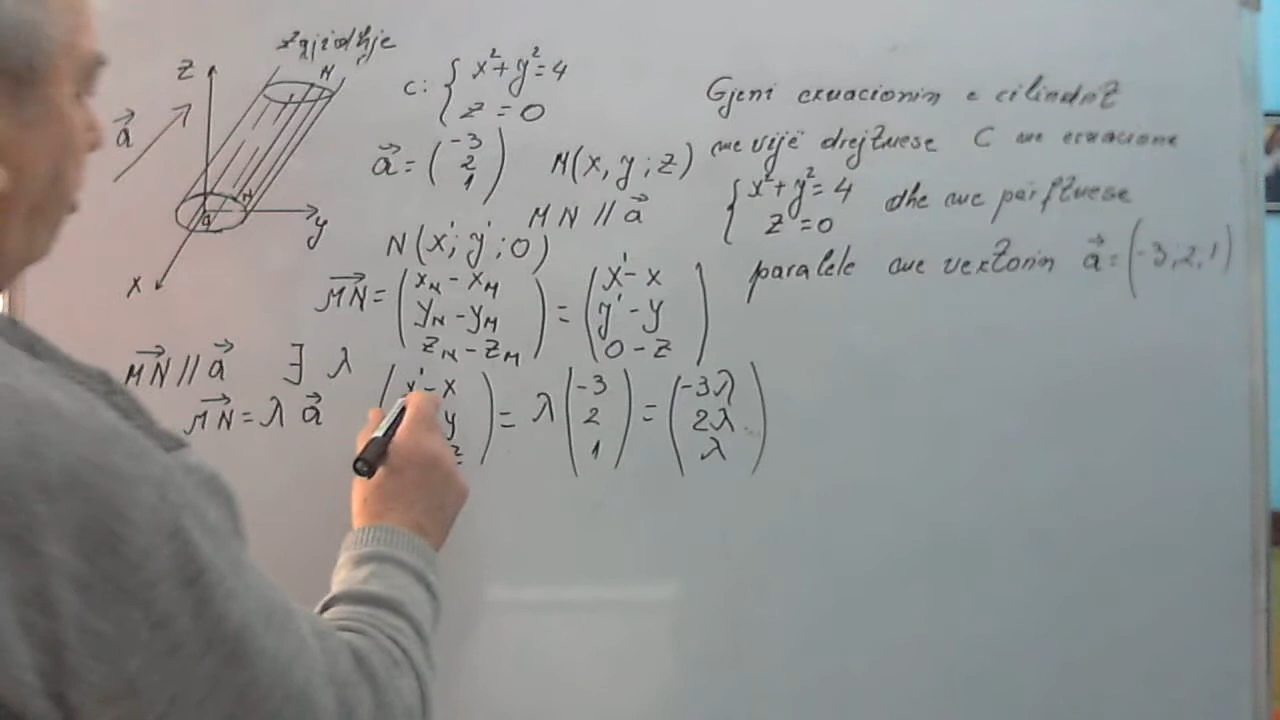 Zgjidhje
Z
M
a⃗
N
y
x
C: { x²+y²=4
z=0
a⃗ = (-3
2
1)
M(x, y; z)
MN // a⃗
N(x'; y'; 0)
MN⃗ = (x_N - x_M
y_N - y_M
z_N - z_M) = (x' - x
y' - y
0 - z)
MN⃗ // a⃗ ∃ λ
MN⃗ = λ a⃗
(x' - x
y
z) = λ (-3
2
1) = (-3λ
2λ
λ)
Gjeni ekuacionin e cilindrit
me vijë drejtuese C me ekuacione
{ x²+y²=4 dhe me përftuese
z=0
paralele me vektorin a⃗ = (-3, 2, 1)